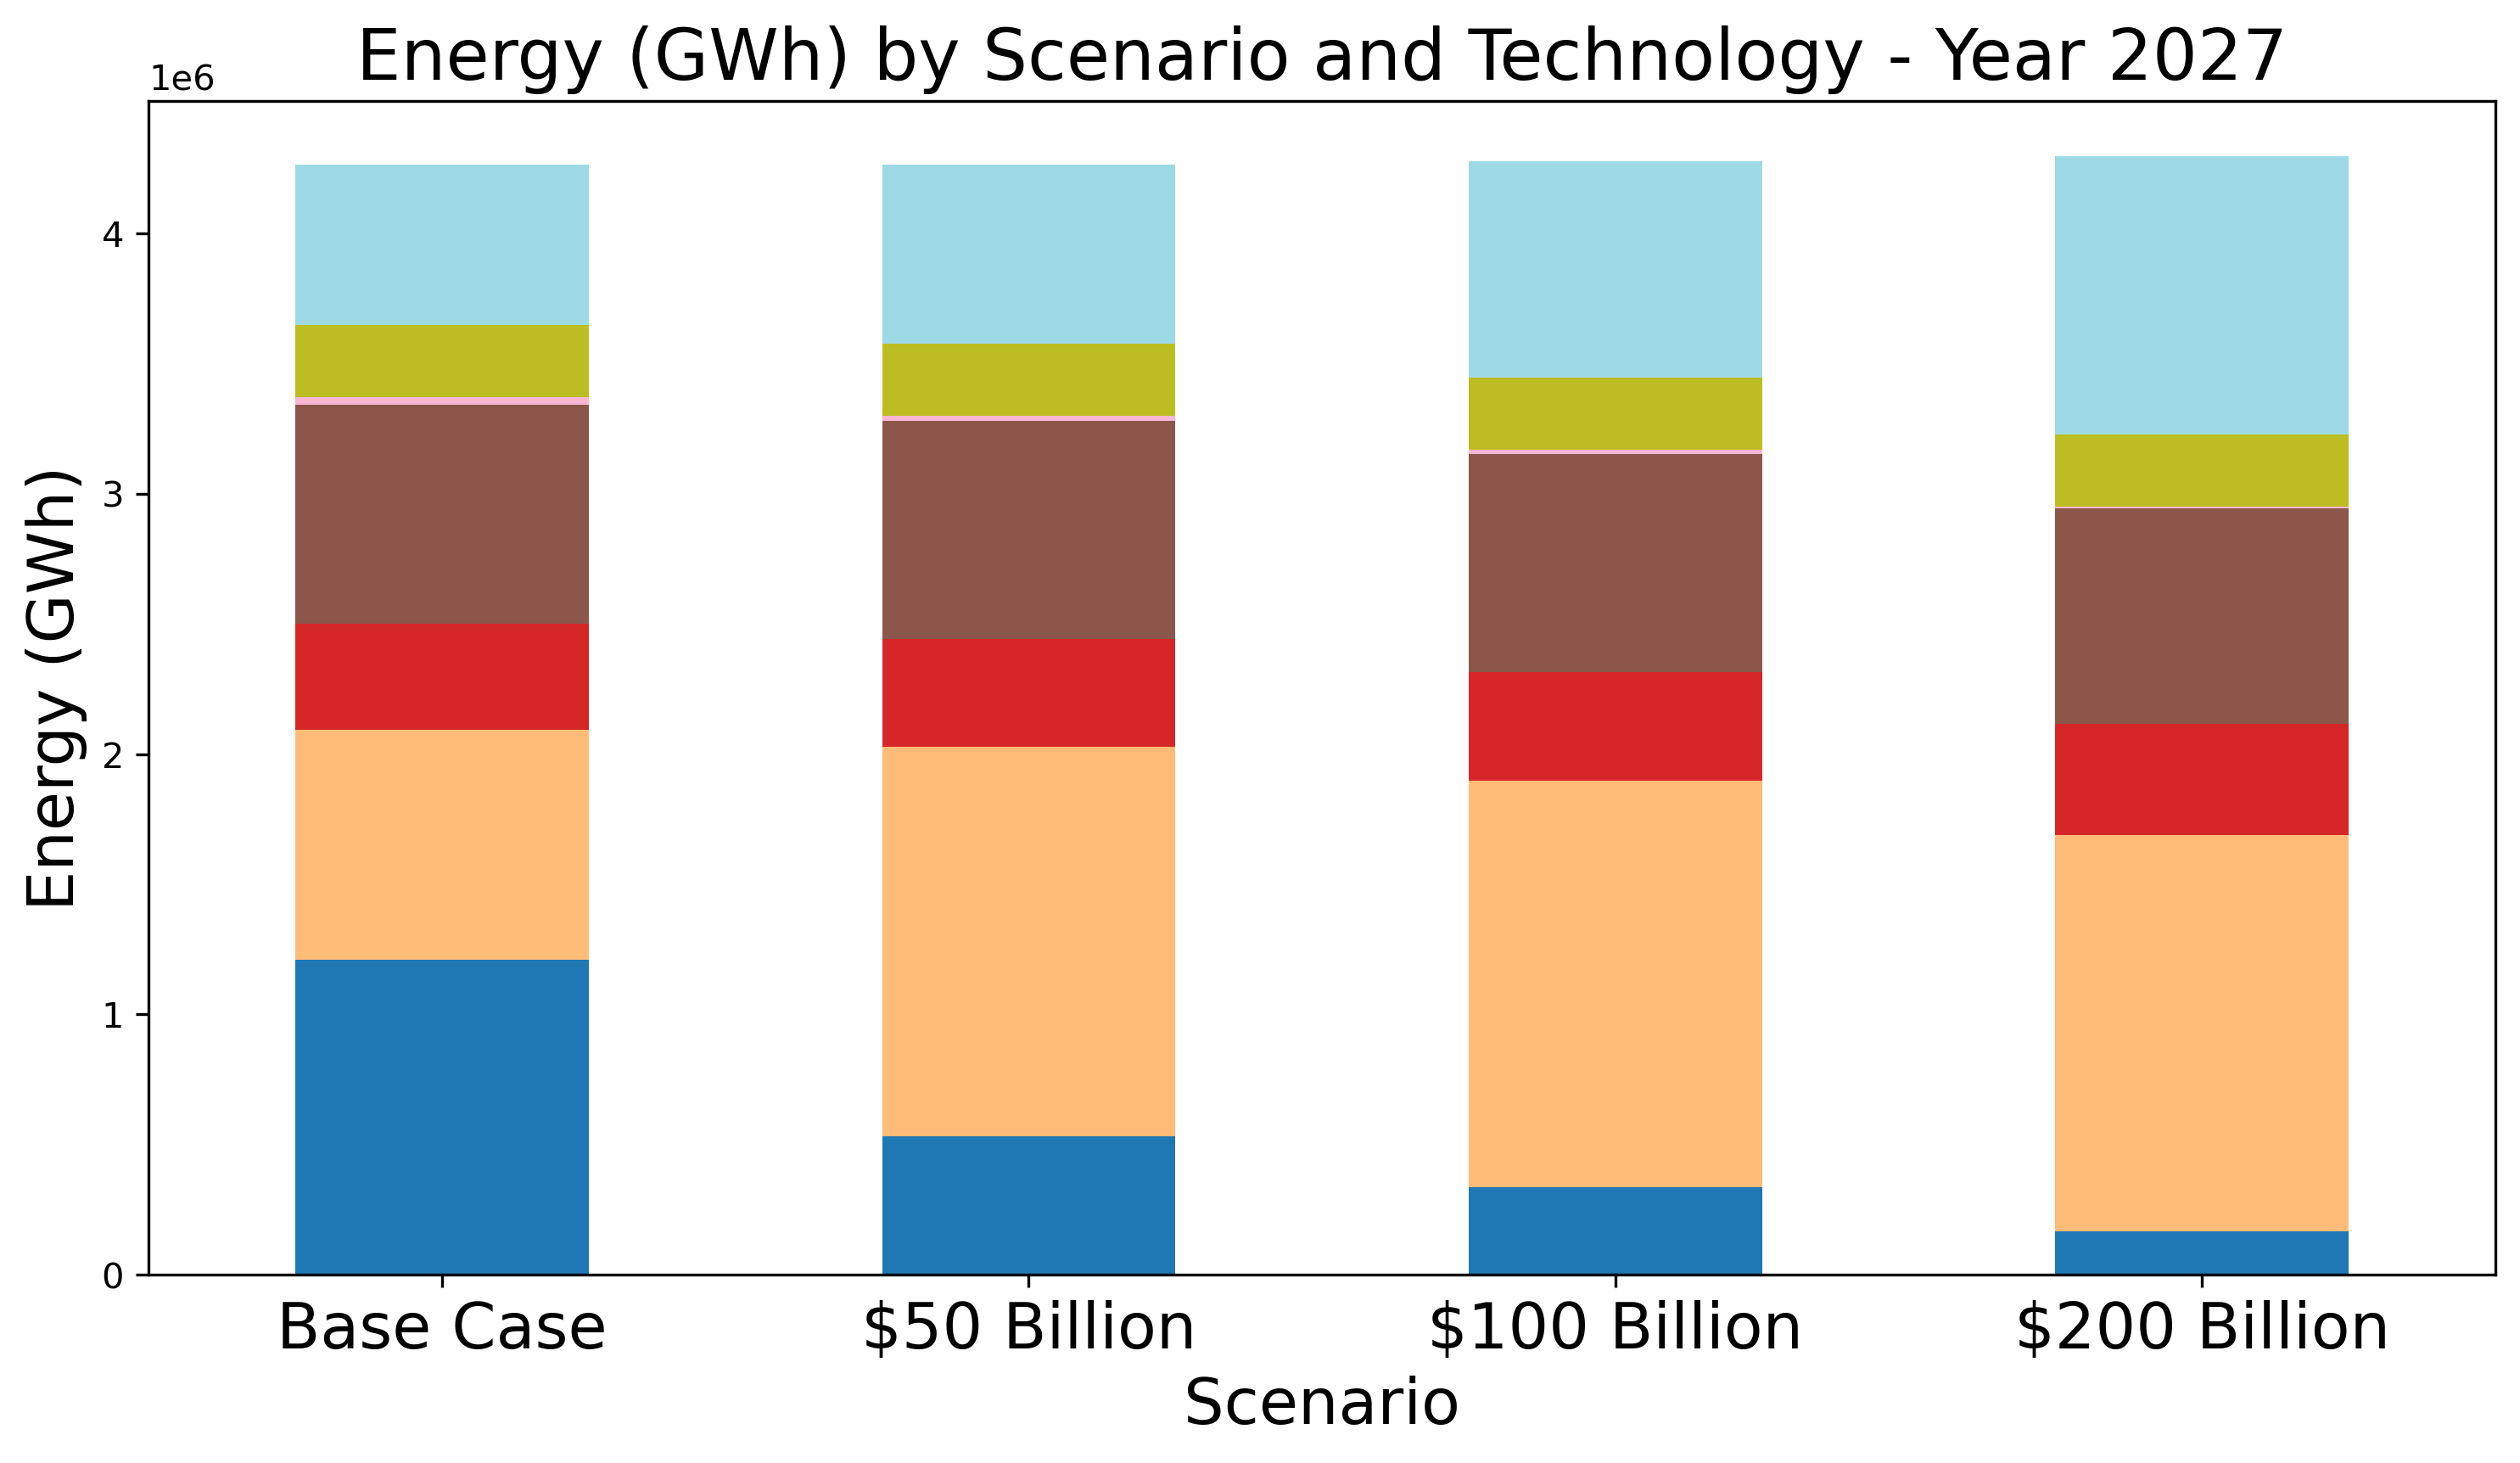 Energy (GWh) by Scenario and Technology - Year 2027
1e6
4
3
2
1
0
Energy (GWh)
Base Case
$50 Billion
$100 Billion
$200 Billion
Scenario